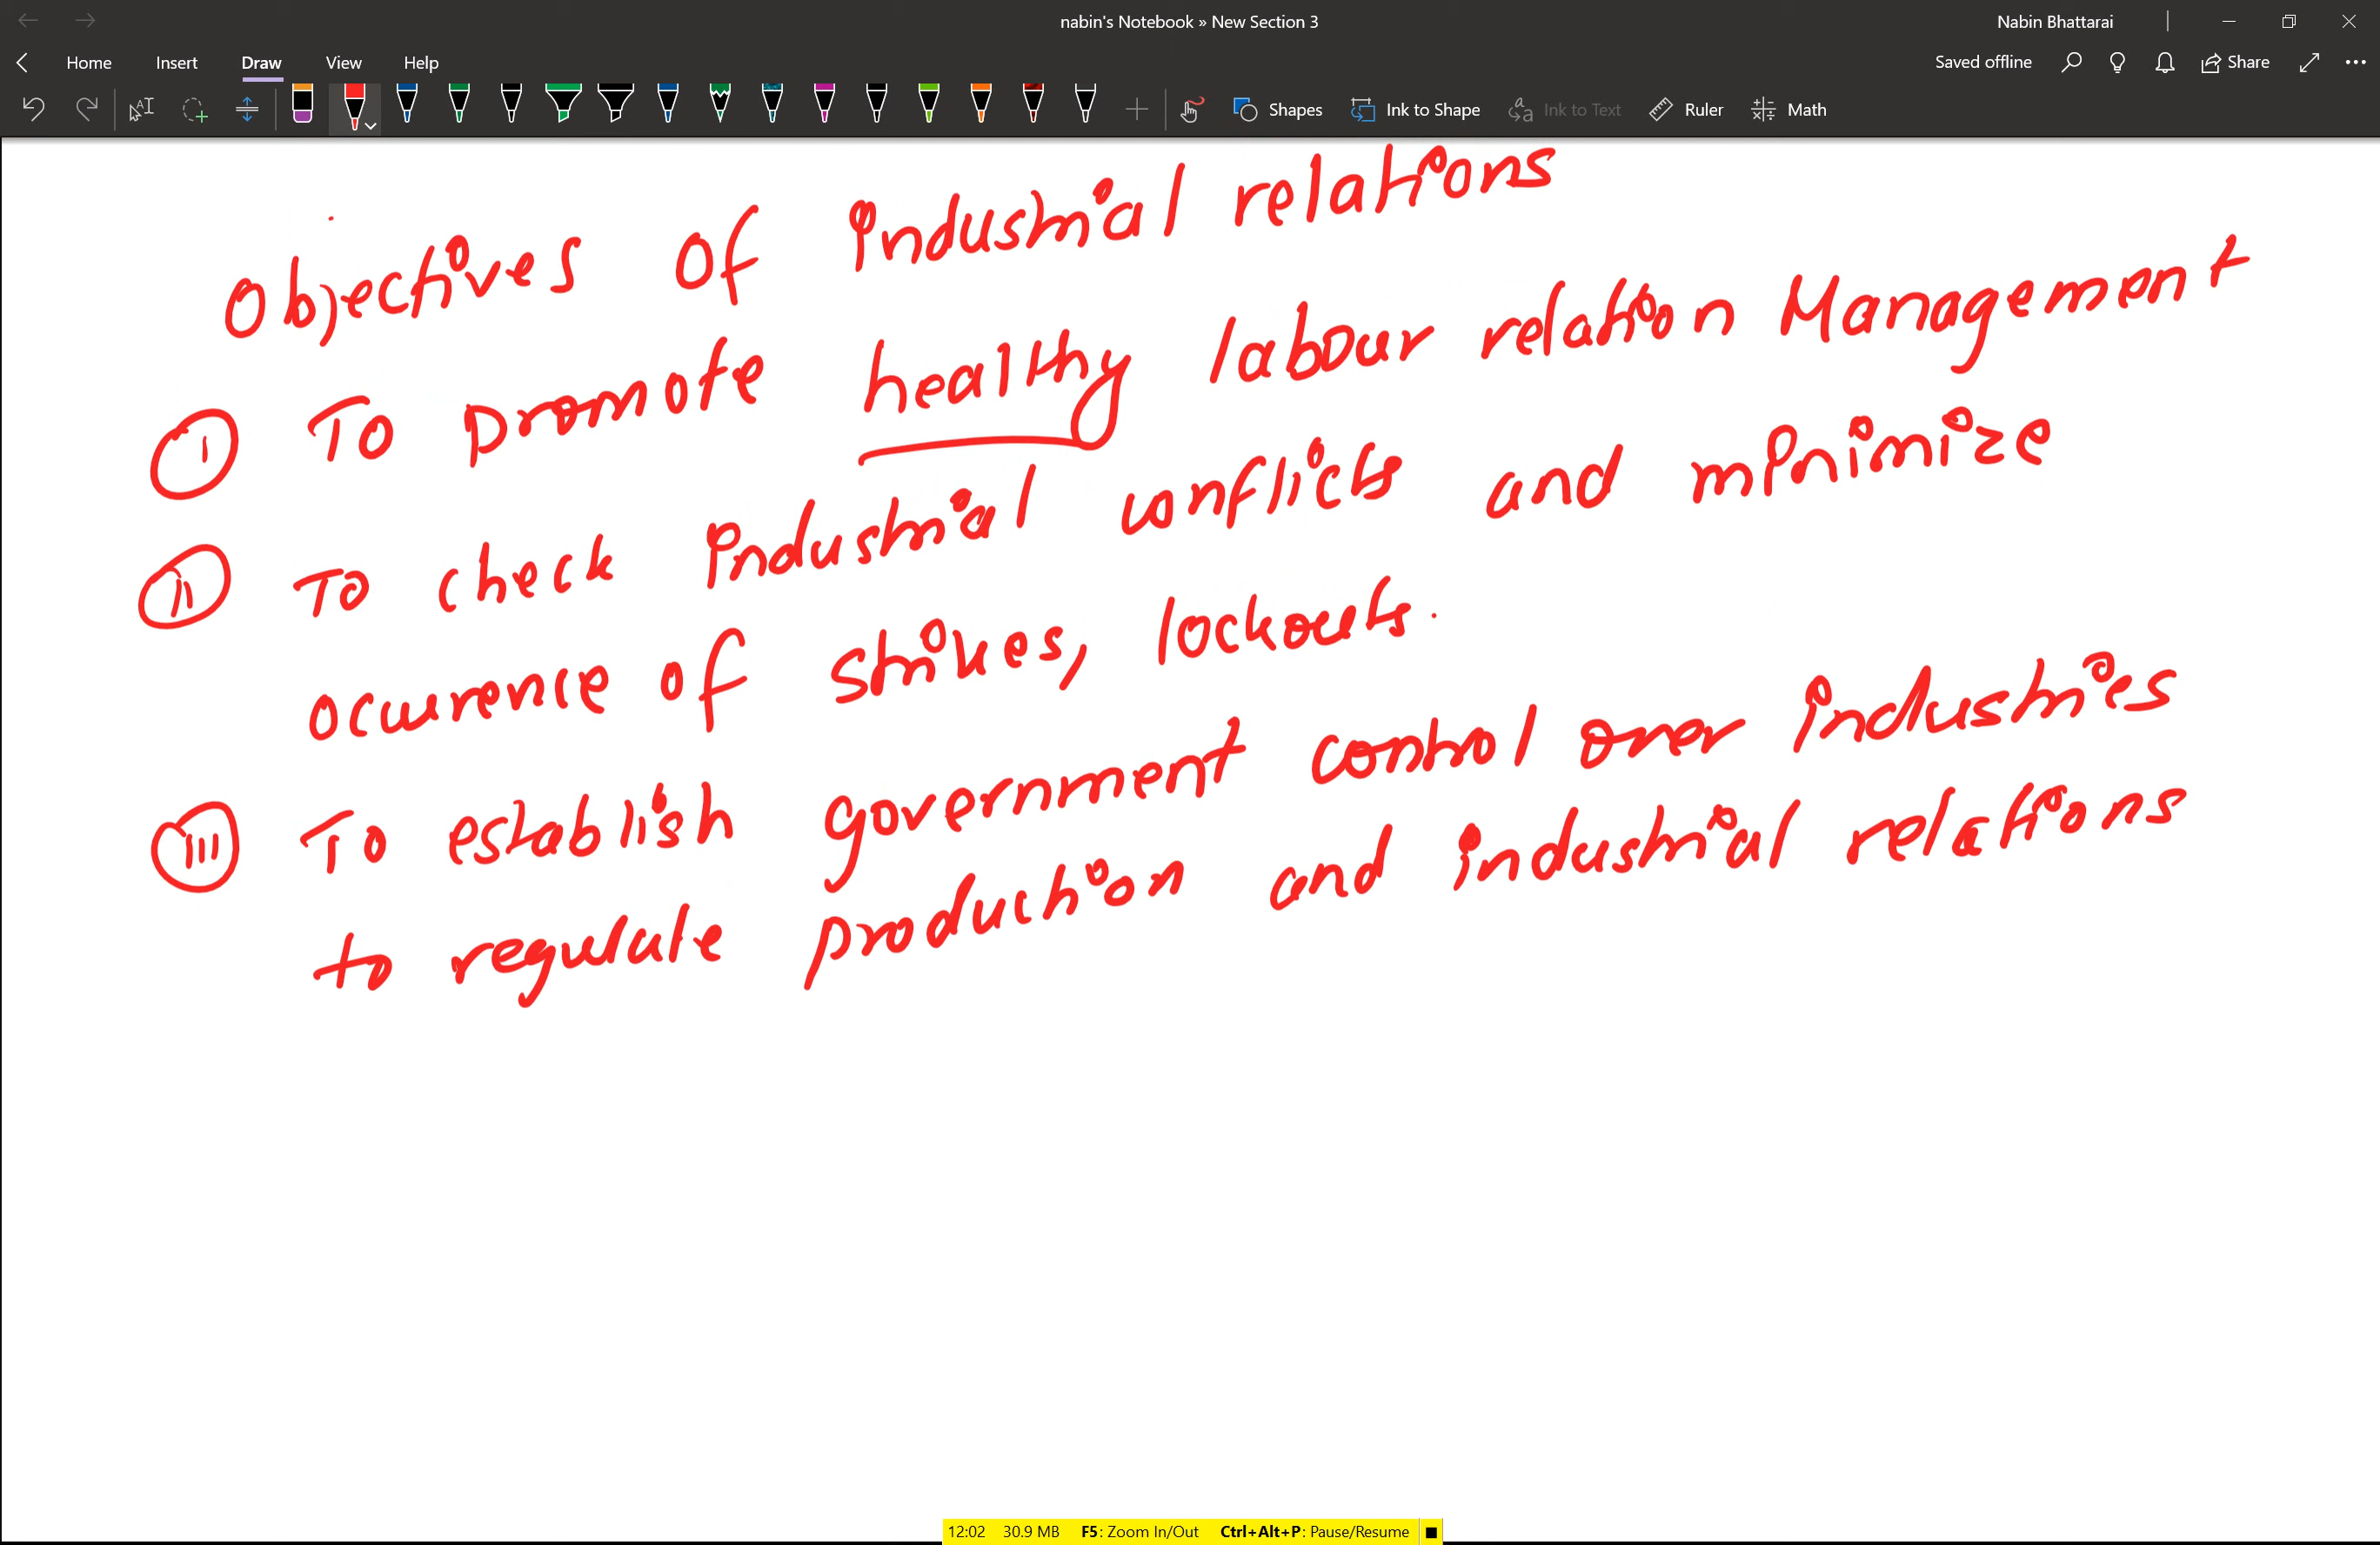 nabin's Notebook » New Section 3
Nabin Bhattarai
Home Insert Draw View Help
Saved offline
Share
Shapes Ink to Shape Ink to Text Ruler Math
Objectives of industrial relations
i To promote healthy labour relation Management
ii To check industrial conflicts and minimize
ocurrence of strikes, lockouts.
iii To establish government control over industries
to regulate production and industrial relations
12:02 30.9 MB F5: Zoom In/Out Ctrl+Alt+P: Pause/Resume